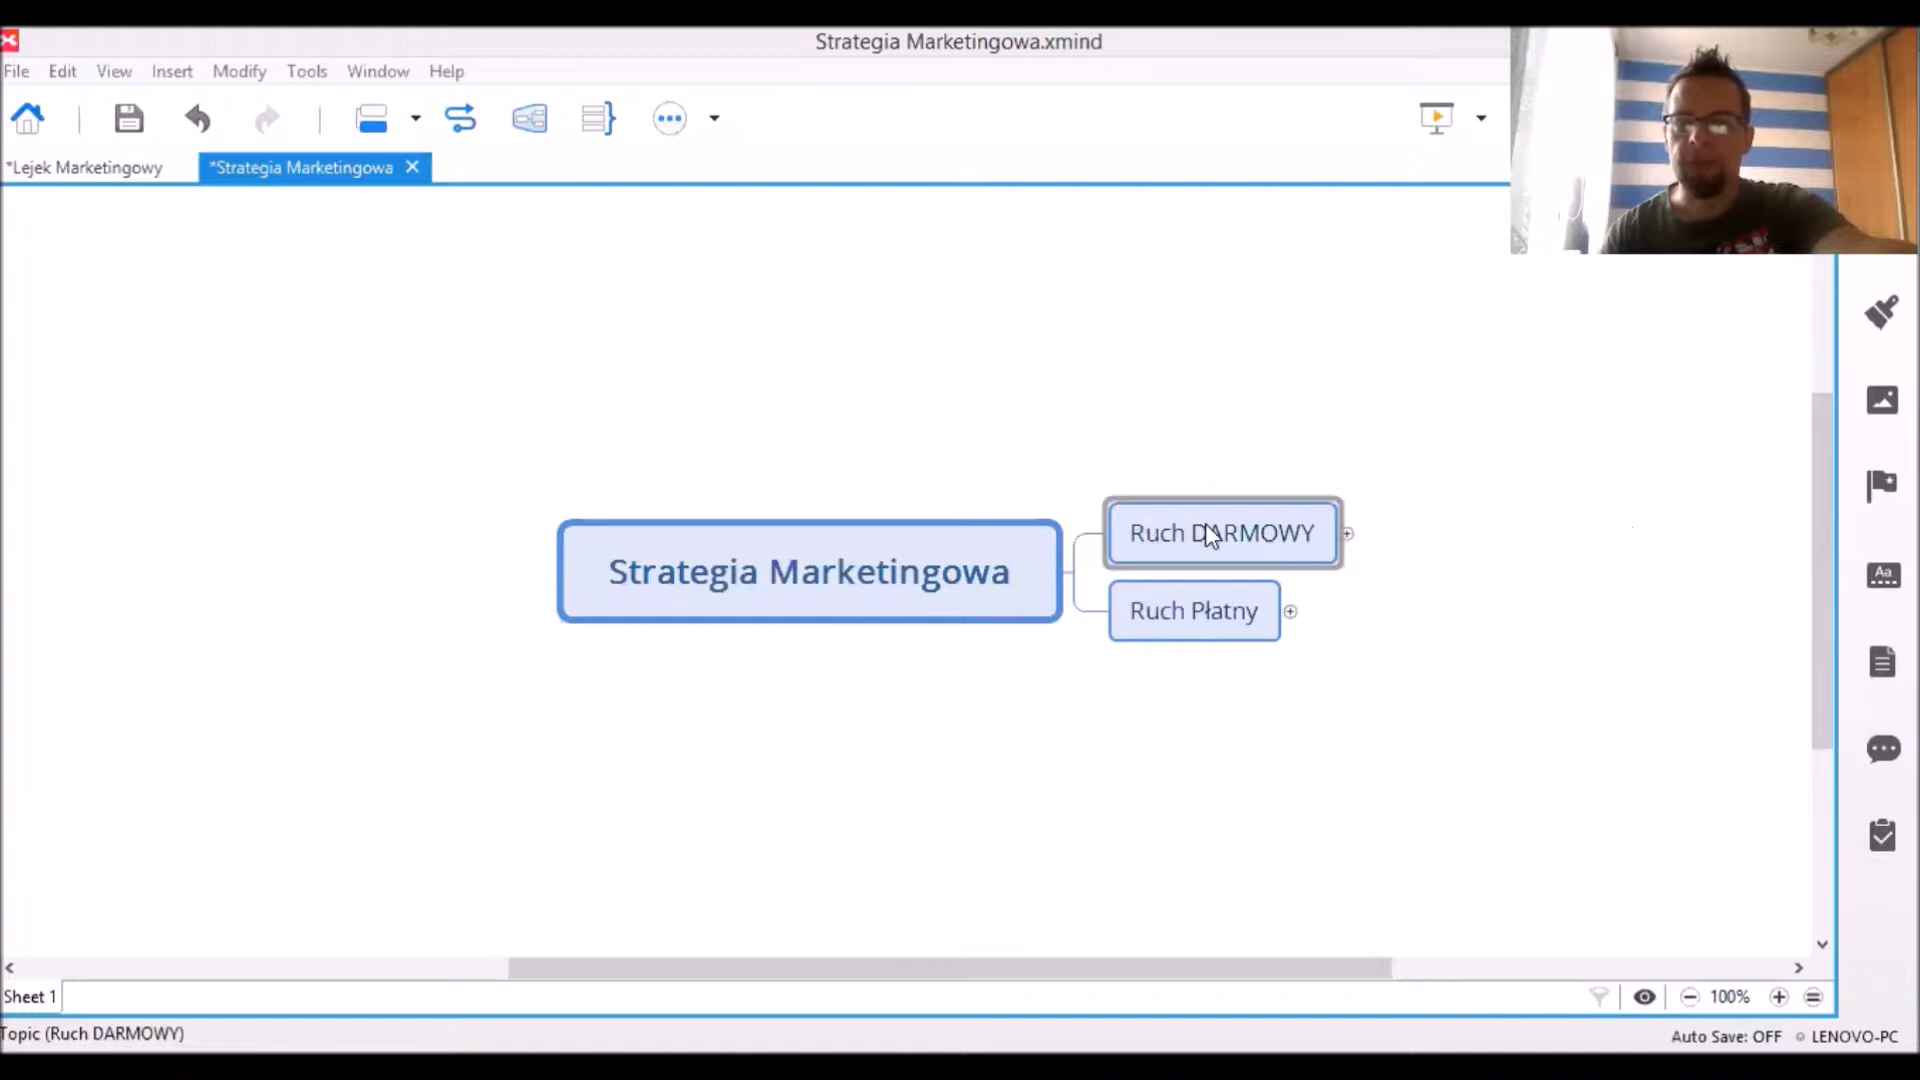 Strategia Marketingowa.xmind
File Edit View Insert Modify Tools Window Help
*Lejek Marketingowy *Strategia Marketingowa
Strategia Marketingowa
Ruch DARMOWY
Ruch Płatny
Aa
Sheet 1
100%
Topic (Ruch DARMOWY)
Auto Save: OFF LENOVO-PC